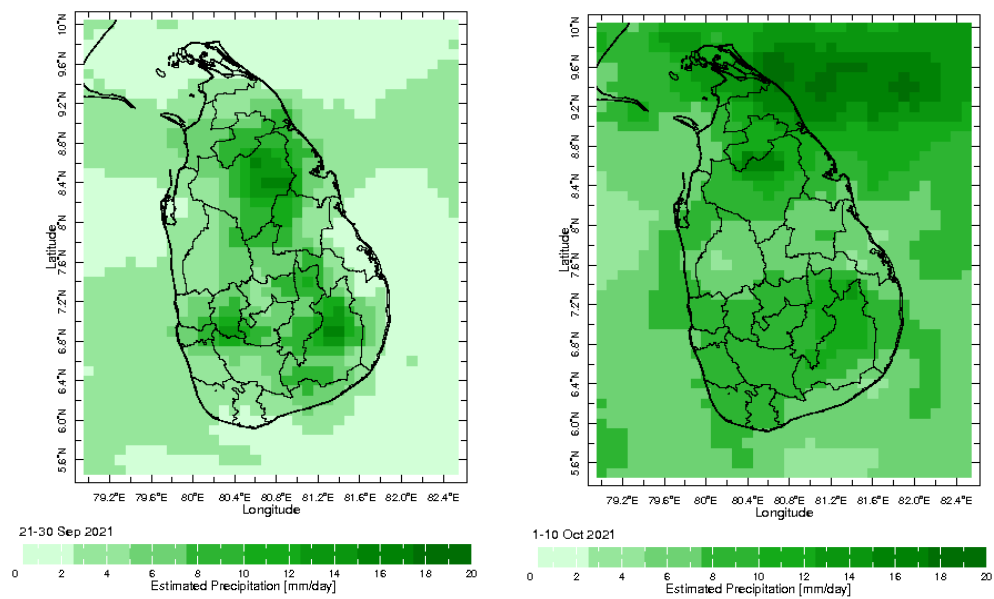 10°N
9.6°N
9.2°N
8.8°N
8.4°N
8°N
7.6°N
7.2°N
6.8°N
6.4°N
6.0°N
5.6°N
Latitude
79.2°E 79.6°E 80°E 80.4°E 80.8°E 81.2°E 81.6°E 82.0°E 82.4°E
Longitude
21-30 Sep 2021
0 2 4 6 8 10 12 14 16 18 20
Estimated Precipitation [mm/day]
10°N
9.6°N
9.2°N
8.8°N
8.4°N
8°N
7.6°N
7.2°N
6.8°N
6.4°N
6.0°N
5.6°N
Latitude
79.2°E 79.6°E 80°E 80.4°E 80.8°E 81.2°E 81.6°E 82.0°E 82.4°E
Longitude
1-10 Oct 2021
0 2 4 6 8 10 12 14 16 18 20
Estimated Precipitation [mm/day]